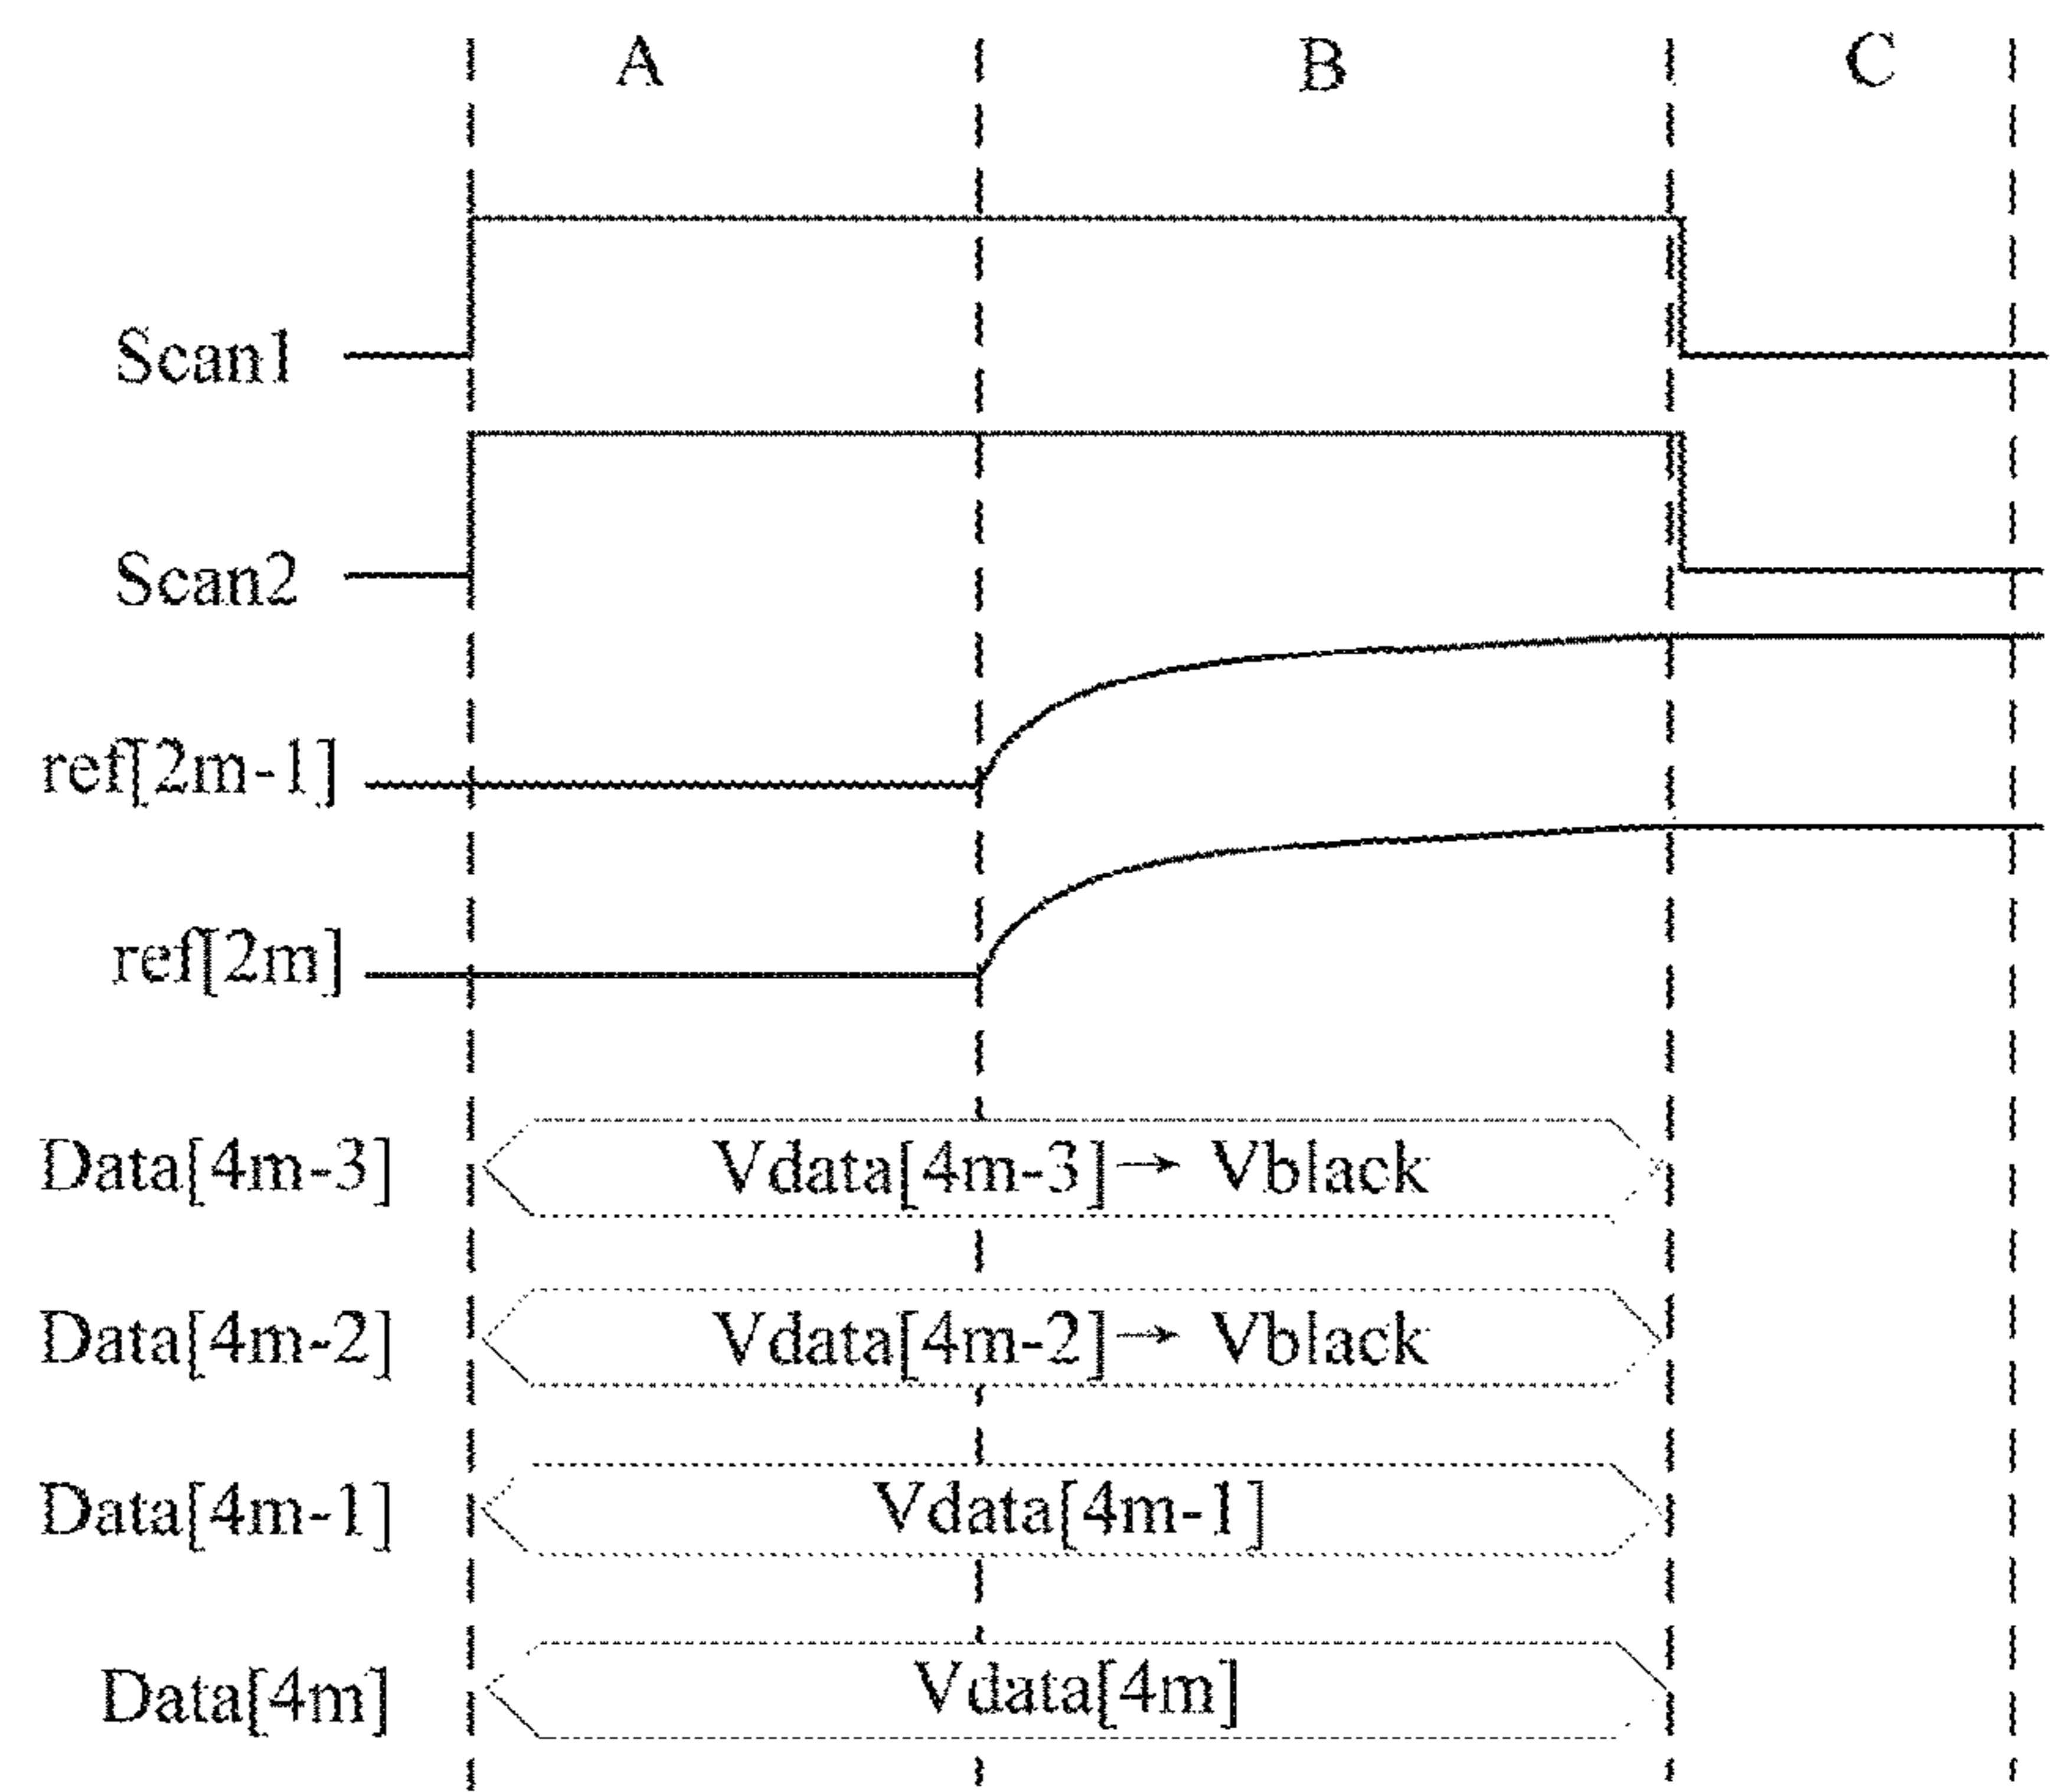 A B C
Scan1
Scan2
ref[2m-1]
ref[2m]
Data[4m-3] Vdata[4m-3]→ Vblack
Data[4m-2] Vdata[4m-2]→ Vblack
Data[4m-1] Vdata[4m-1]
Data[4m] Vdata[4m]